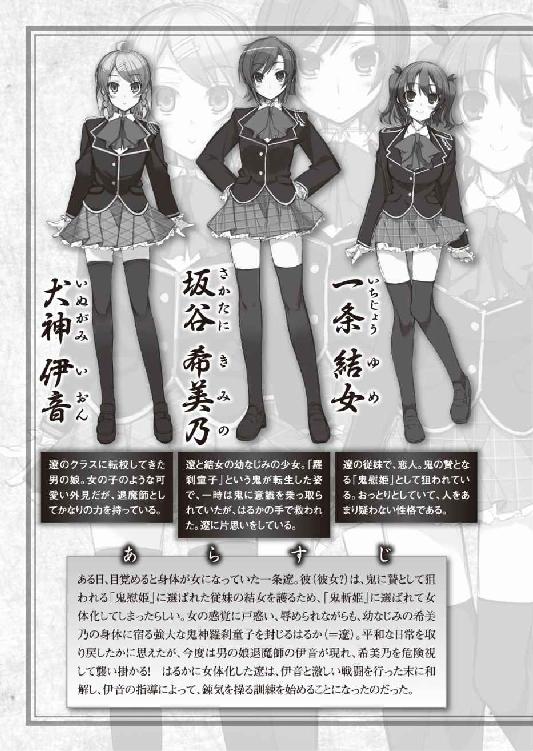 一条 結女
いちじょう ゆめ
遼の従妹で、恋人。鬼の贄とな
る「鬼慰姫」として狙われてい
る。おっとりとしていて、人をあ
まり疑わない性格である。
坂谷 希美乃
さかたに きみの
遼と結女の幼なじみの少女。「羅
刹童子」という鬼が転生した姿
で、一時は鬼に意識を乗っ取ら
れていたが、はるかの手で救われ
た。遼に片思いをしている。
犬神 伊音
いぬがみ いおん
遼のクラスに転校してきた
男の娘。女の子のような可
愛い外見だが、退魔師とし
てかなりの力を持っている。
あらすじ
ある日、目覚めると身体が女になっていた一条遼。彼(彼女?)は、鬼に贄として狙
われる「鬼慰姫」に選ばれた従妹の結女を護るため、「鬼斬姫」に選ばれて女
体化してしまったらしい。女の感覚に戸惑い、辱められながらも、幼なじみの希美
乃の身体に宿る強大な鬼神羅刹童子を封じるはるか(=遼)。平和な日常を取
り戻したかに思えたが、今度は男の娘退魔師の伊音が現れ、希美乃を危険視
して襲い掛かる! はるかに女体化した遼は、伊音と激しい戦闘を行った末に和
解し、伊音の指導によって、錬気を操る訓練を始めることになったのだった。